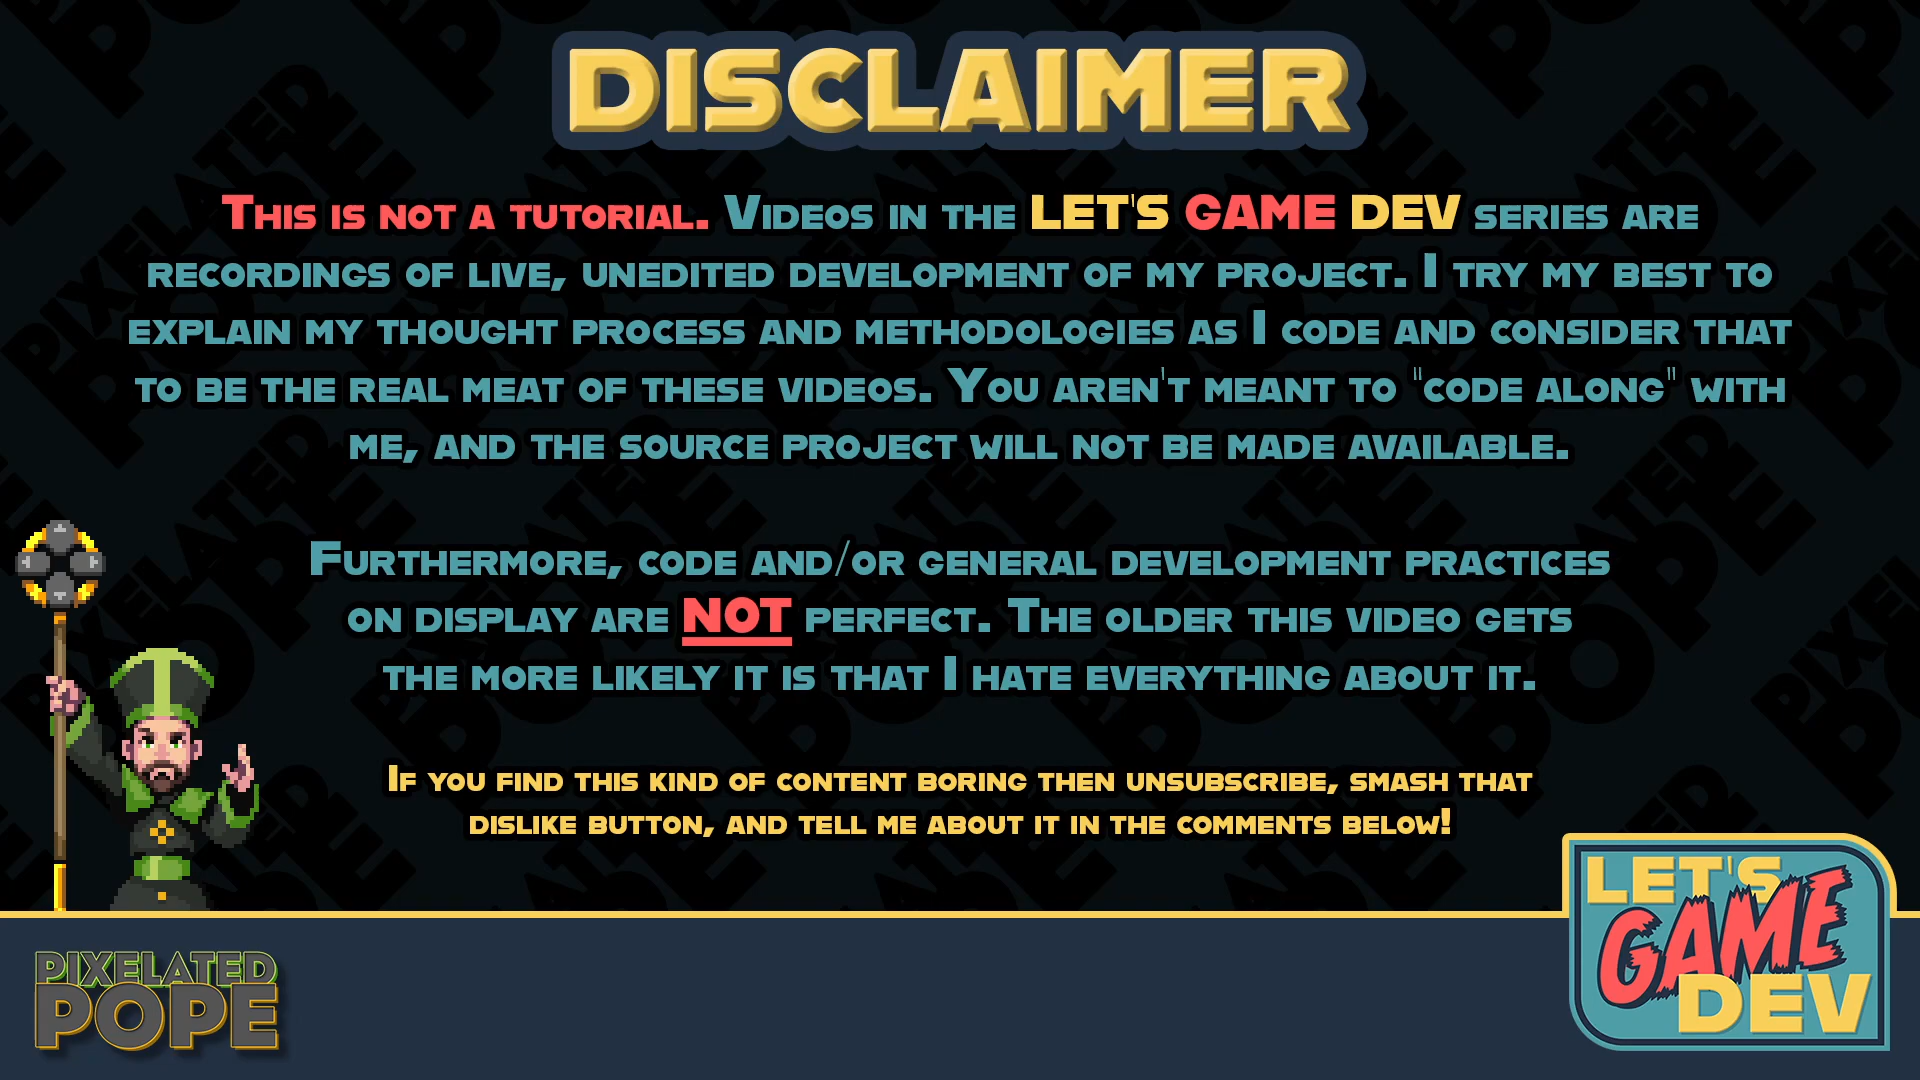 DISCLAIMER
This is not a tutorial. Videos in the LET'S GAME DEV series are
recordings of live, unedited development of my project. I try my best to
explain my thought process and methodologies as I code and consider that
to be the real meat of these videos. You aren't meant to "code along" with
me, and the source project will not be made available.
Furthermore, code and/or general development practices
on display are NOT perfect. The older this video gets
the more likely it is that I hate everything about it.
If you find this kind of content boring then unsubscribe, smash that
dislike button, and tell me about it in the comments below!
PIXELATED
POPE
LET'S
GAME
DEV